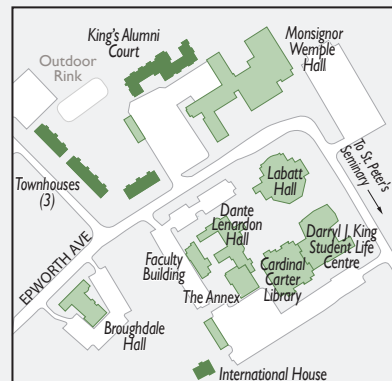 King's Alumni
Court
Monsignor
Wemple
Hall
Outdoor
Rink
To St. Peter's
Seminary
Townhouses
(3)
Labatt
Hall
Dante
Lenardon
Hall
Darryl J. King
Student Life
Centre
EPWORTH AVE
Faculty
Building
Cardinal
Carter
Library
The Annex
Broughdale
Hall
International House